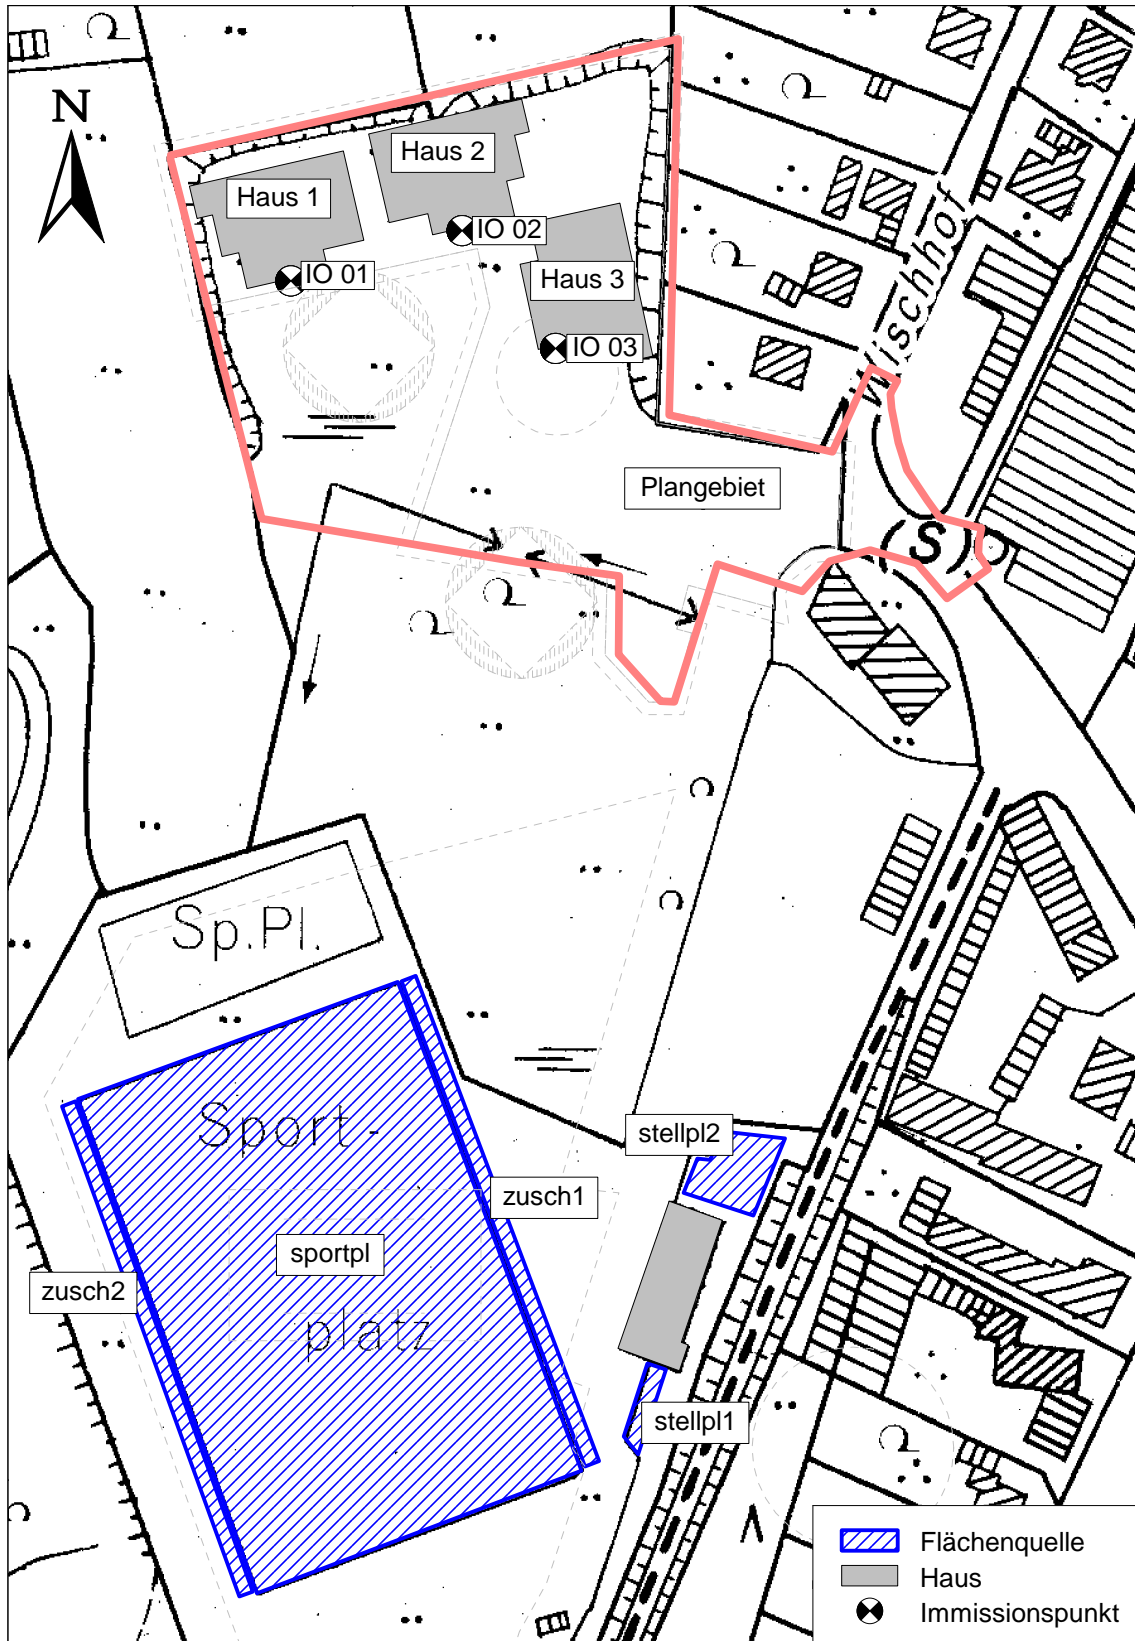 N
Haus 2
Haus 1
IO 02
IO 01
Haus 3
IO 03
Wischhof
Plangebiet
(S)
Sp.Pl.
Sport-
stellpl2
zusch1
sportpl
zusch2
platz
stellpl1
Flächenquelle
Haus
Immissionspunkt